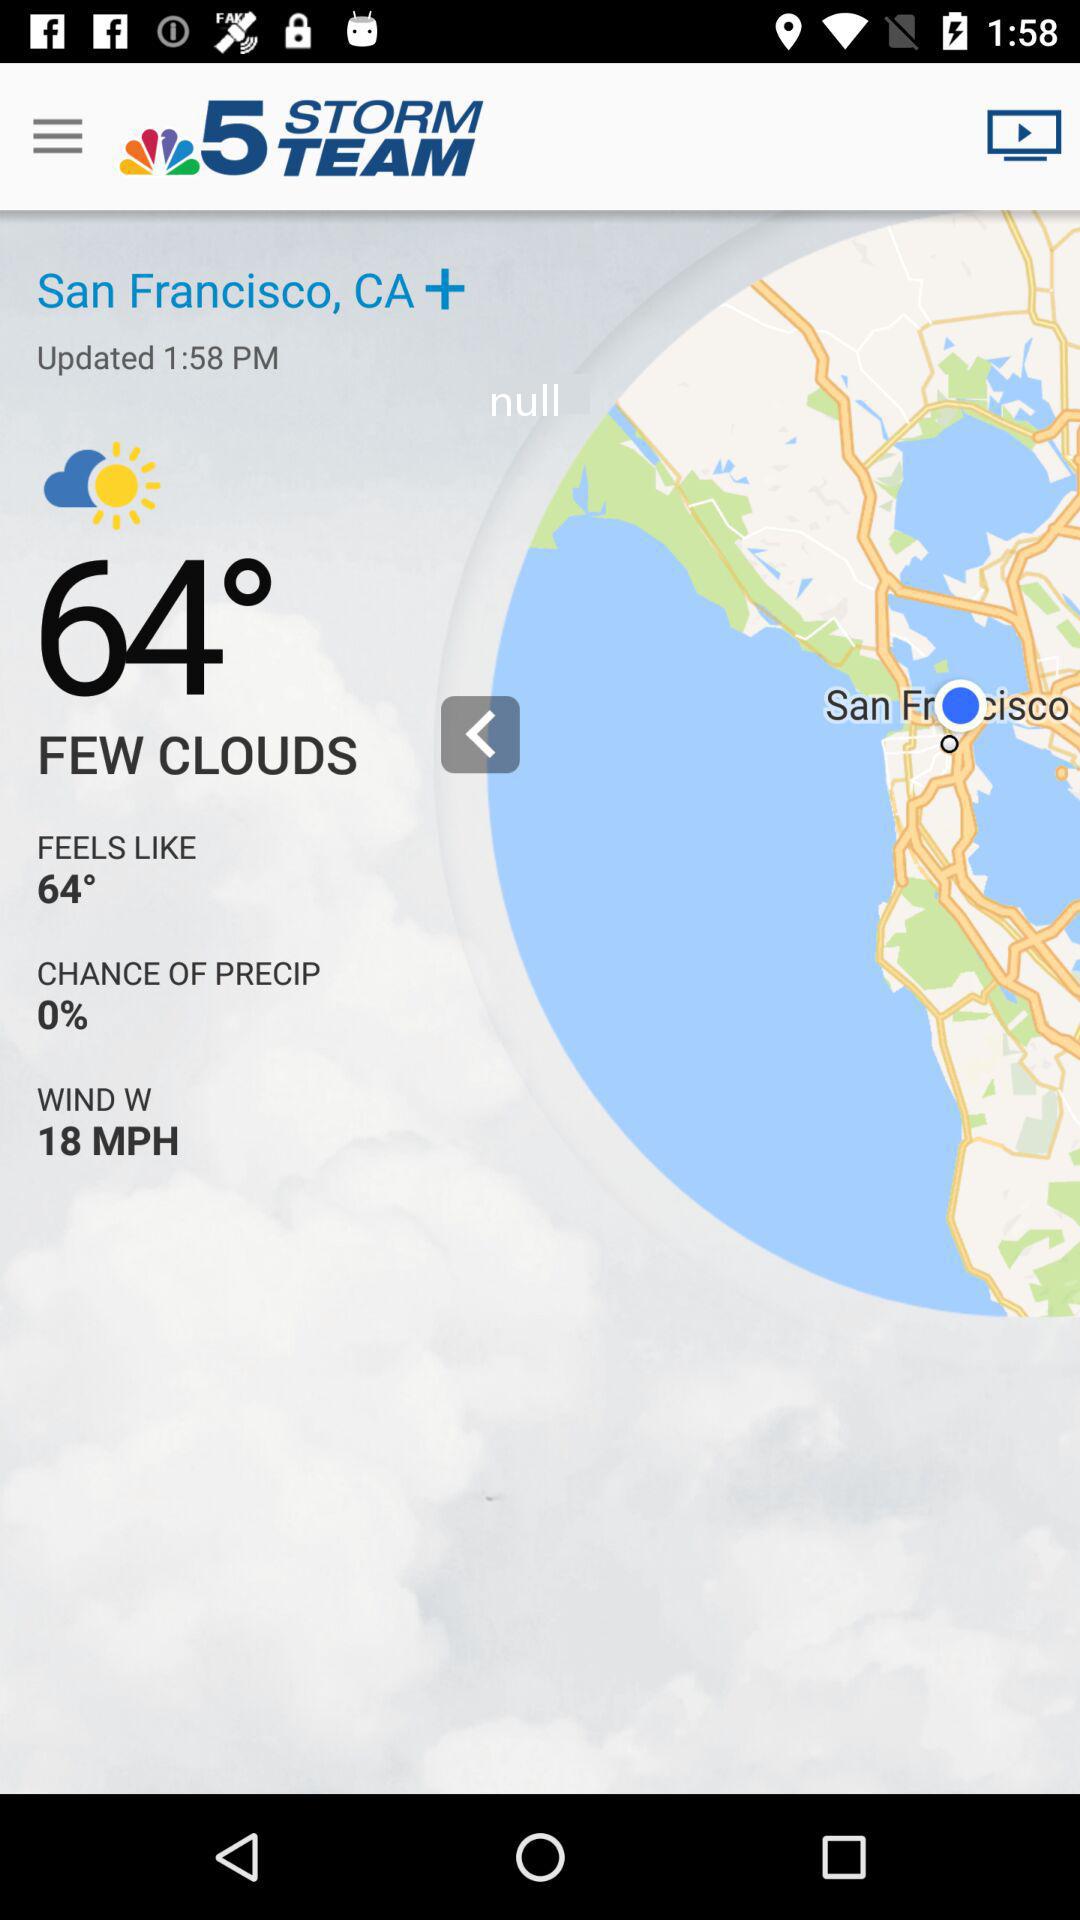 FAKE
1:58
5 STORM
TEAM
San Francisco, CA +
Updated 1:58 PM
null
64°
FEW CLOUDS
San Fr cisco
FEELS LIKE
64°
CHANCE OF PRECIP
0%
WIND W
18 MPH